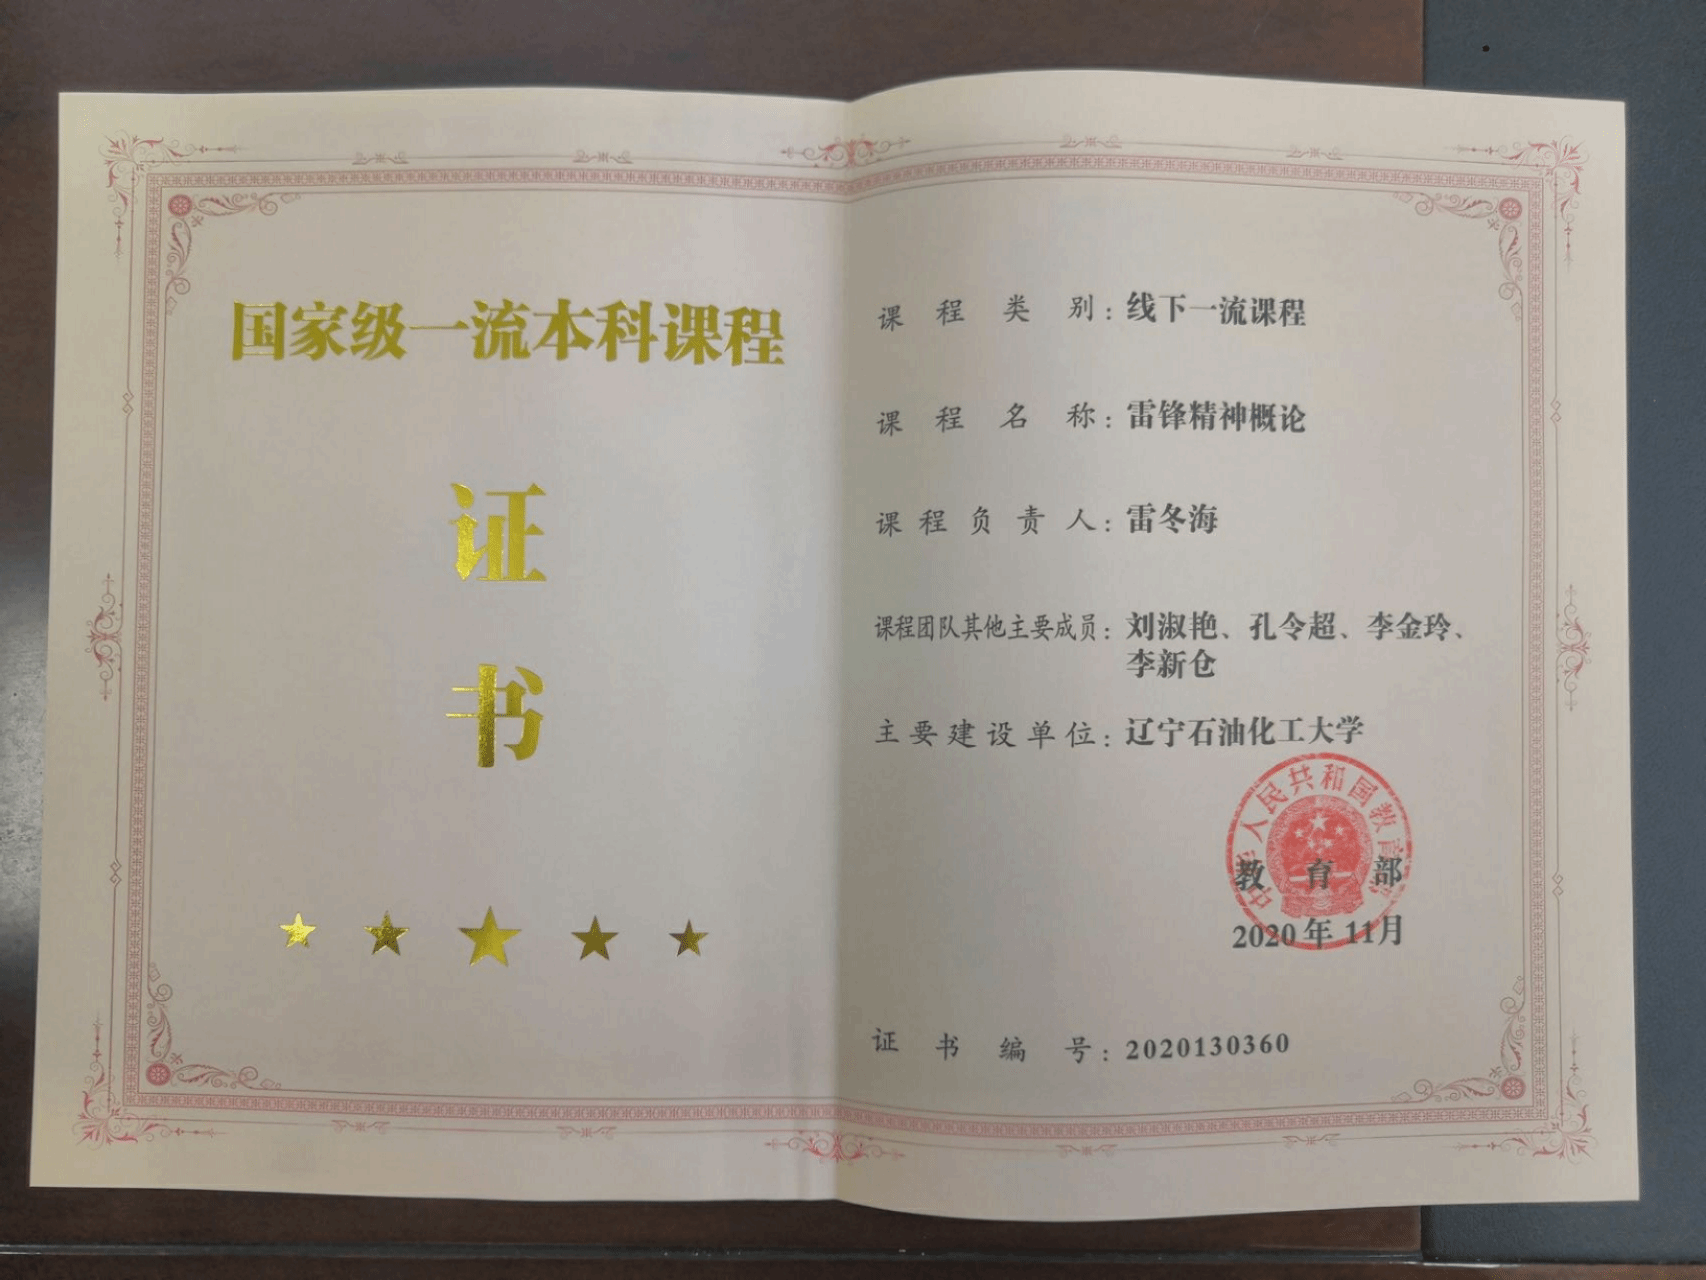 国家级一流本科课程
证
书
课程类别：线下一流课程
课程名称：雷锋精神概论
课程负责人：雷冬海
课程团队其他主要成员：刘淑艳、孔令超、李金玲、
李新仓
主要建设单位：辽宁石油化工大学
中华人民共和国教育部
教育部
2020年11月
证书编号：2020130360